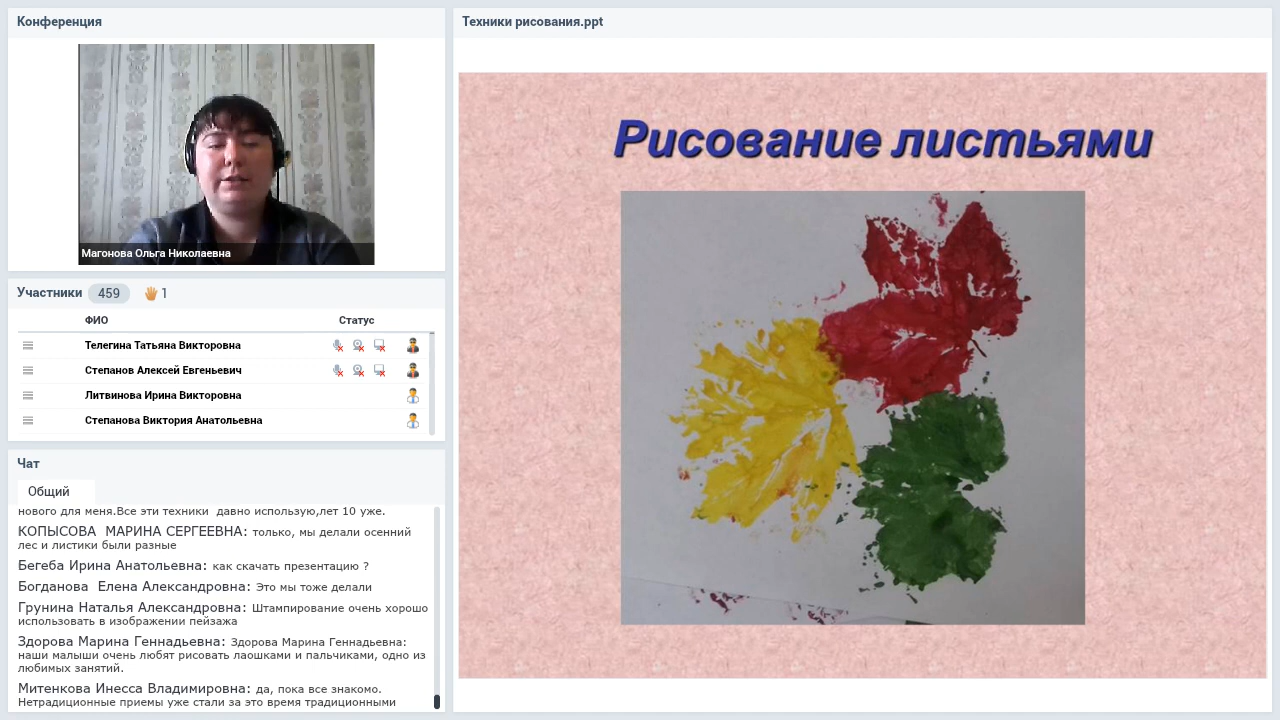 Конференция
Магонова Ольга Николаевна
Участники 459 1
ФИО Статус
Телегина Татьяна Викторовна
Степанов Алексей Евгеньевич
Литвинова Ирина Викторовна
Степанова Виктория Анатольевна
Чат
Общий
нового для меня.Все эти техники давно использую,лет 10 уже.
КОПЫСОВА МАРИНА СЕРГЕЕВНА: только, мы делали осенний
лес и листики были разные
Бегеба Ирина Анатольевна: как скачать презентацию ?
Богданова Елена Александровна: Это мы тоже делали
Грунина Наталья Александровна: Штампирование очень хорошо
использовать в изображении пейзажа
Здорова Марина Геннадьевна: Здорова Марина Геннадьевна:
наши малыши очень любят рисовать лаошками и пальчиками, одно из
любимых занятий.
Митенкова Инесса Владимировна: да, пока все знакомо.
Нетрадиционные приемы уже стали за это время традиционными
Техники рисования.ppt
Рисование листьями